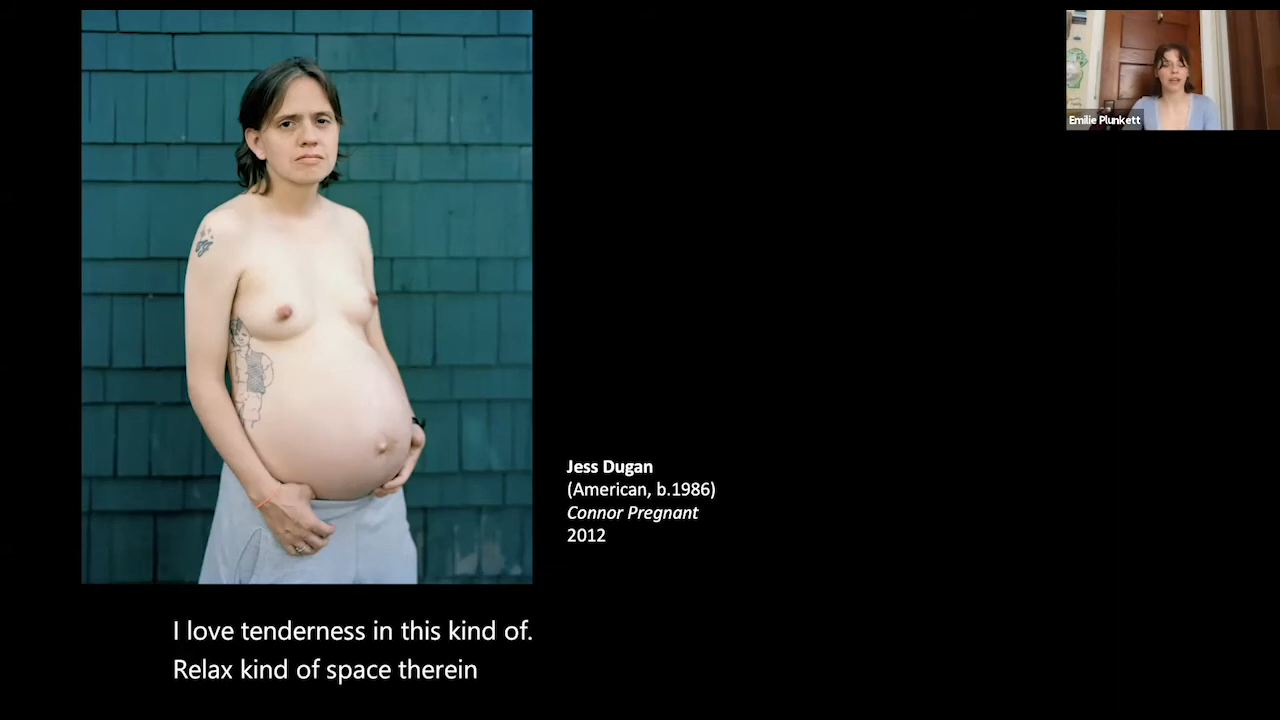 Emilie Plunkett
Jess Dugan
(American, b.1986)
Connor Pregnant
2012
I love tenderness in this kind of.
Relax kind of space therein